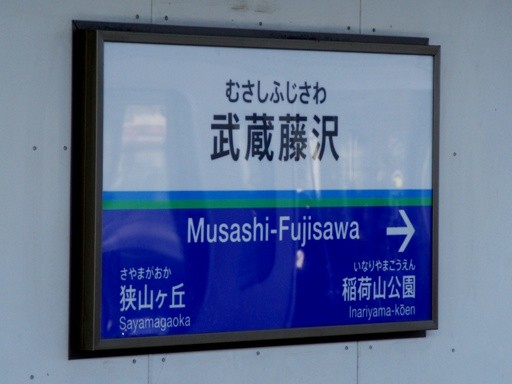 むさしふじさわ
武蔵藤沢
Musashi-Fujisawa
さやまがおか
狭山ヶ丘
Sayamagaoka
いなりやまこうえん
稲荷山公園
Inariyama-kōen